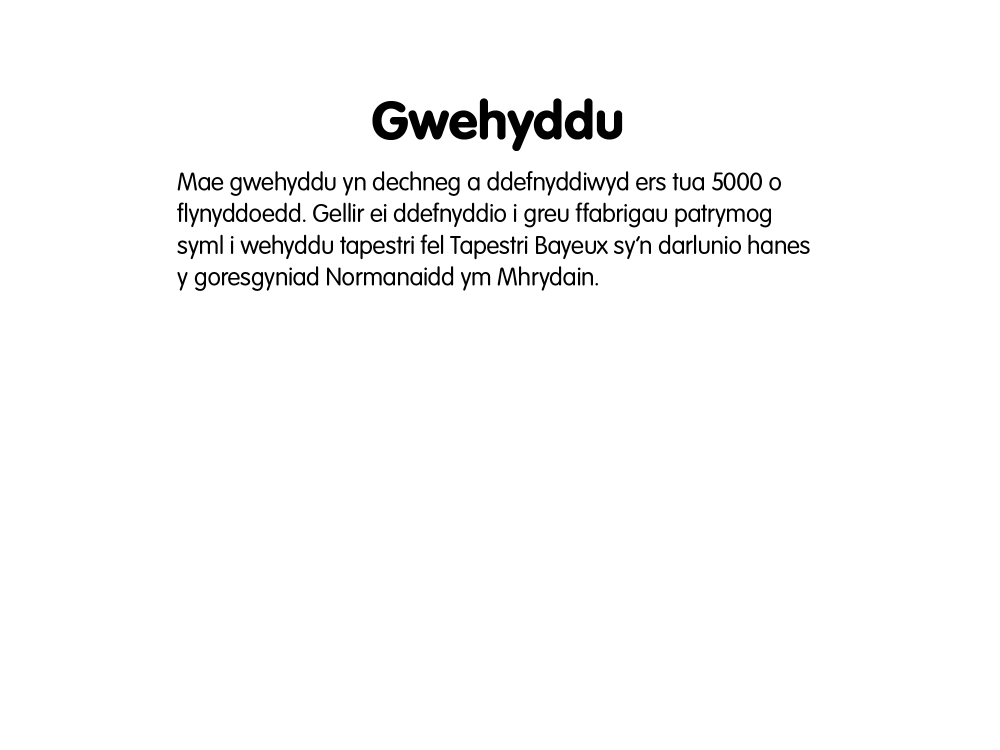 Gwehyddu
Mae gwehyddu yn dechneg a ddefnyddiwyd ers tua 5000 o
flynyddoedd. Gellir ei ddefnyddio i greu ffabrigau patrymog
syml i wehyddu tapestri fel Tapestri Bayeux sy’n darlunio hanes
y goresgyniad Normanaidd ym Mhrydain.